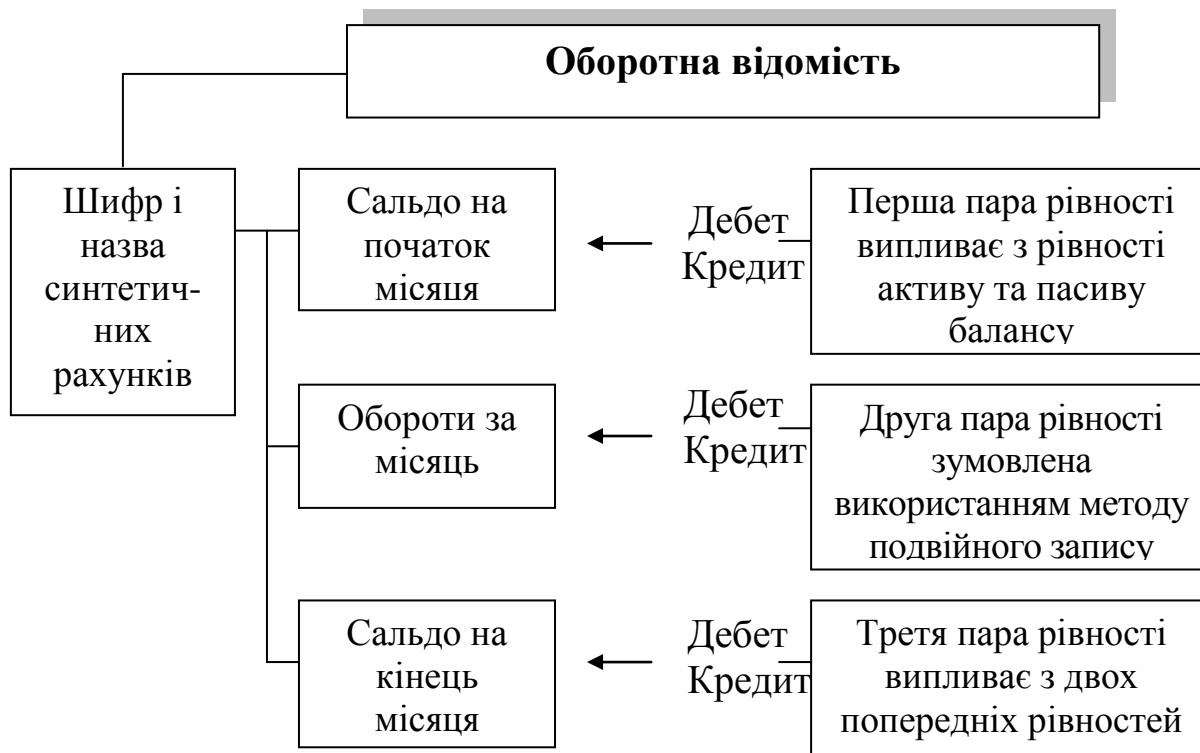 Оборотна відомість
Шифр і
назва
синтетич-
них
рахунків
Сальдо на
початок
місяця
Дебет
Кредит
Перша пара рівності
випливає з рівності
активу та пасиву
балансу
Обороти за
місяць
Дебет
Кредит
Друга пара рівності
зумовлена
використанням методу
подвійного запису
Сальдо на
кінець
місяця
Дебет
Кредит
Третя пара рівності
випливає з двох
попередніх рівностей